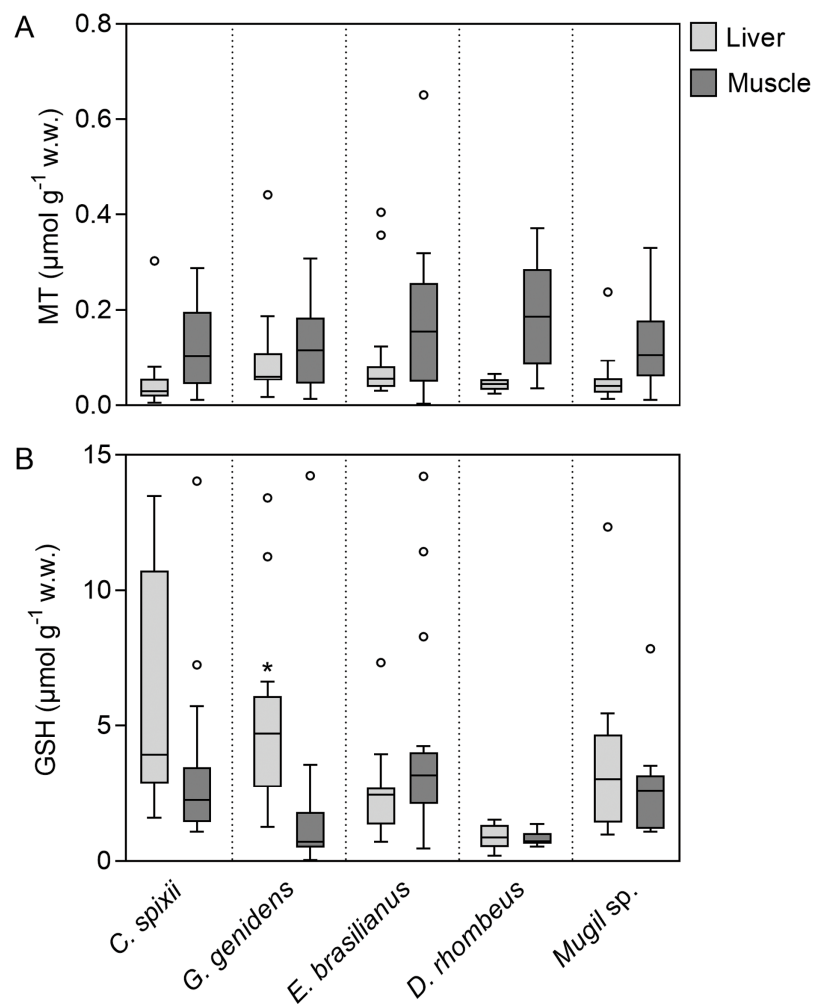 A
0.8
0.6
0.4
0.2
0.0
MT (µmol g⁻¹ w.w.)
Liver
Muscle
B
15
10
5
0
GSH (µmol g⁻¹ w.w.)
*
C. spixii
G. genidens
E. brasilianus
D. rhombeus
Mugil sp.